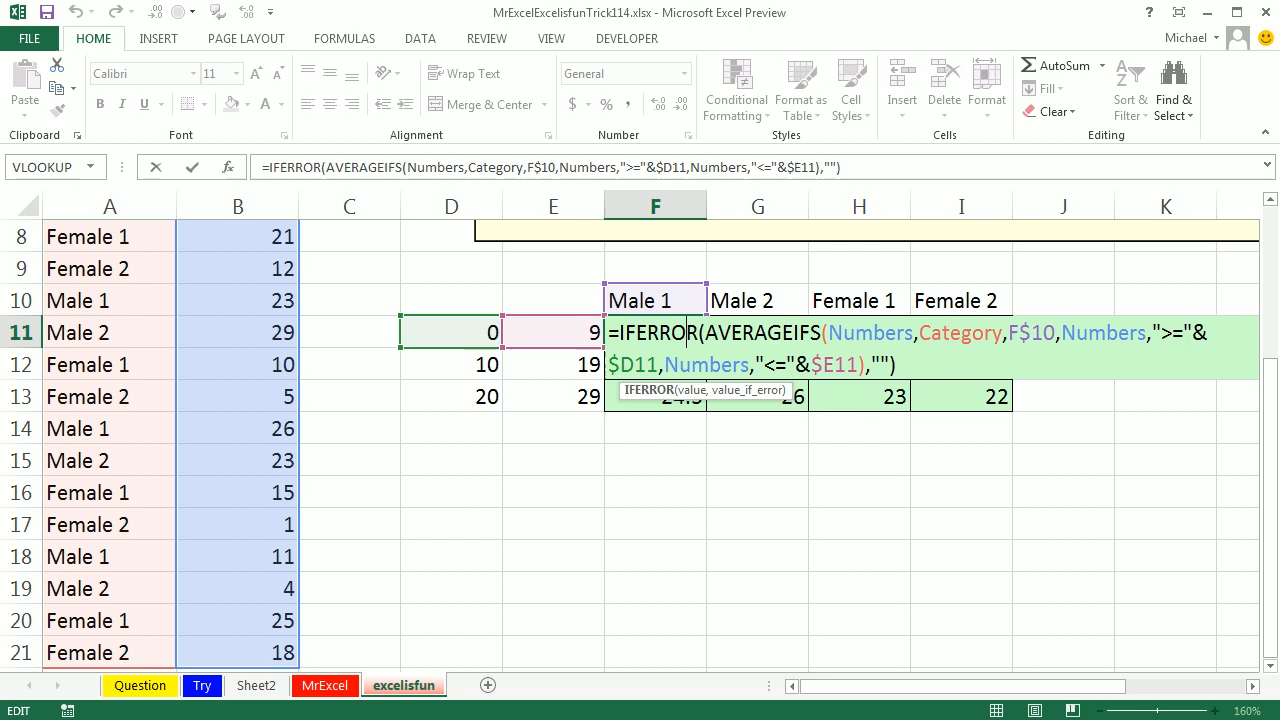 MrExcelExcelisfunTrick114.xlsx - Microsoft Excel Preview
FILE HOME INSERT PAGE LAYOUT FORMULAS DATA REVIEW VIEW DEVELOPER Michael
Paste
Calibri 11
B I U
Wrap Text
Merge & Center
General
$ % ,
Conditional Formatting
Format as Table
Cell Styles
Insert Delete Format
AutoSum
Fill
Clear
Sort & Filter
Find & Select
Clipboard Font Alignment Number Styles Cells Editing
VLOOKUP =IFERROR(AVERAGEIFS(Numbers,Category,F$10,Numbers,">="&$D11,Numbers,"<="&$E11),"")
A B C D E F G H I J K
8 Female 1 21
9 Female 2 12
10 Male 1 23 Male 1 Male 2 Female 1 Female 2
11 Male 2 29 0 9 =IFERROR(AVERAGEIFS(Numbers,Category,F$10,Numbers,">="&
12 Female 1 10 10 19 $D11,Numbers,"<="&$E11),"")
IFERROR(value, value_if_error)
13 Female 2 5 20 29 26 23 22
14 Male 1 26
15 Male 2 23
16 Female 1 15
17 Female 2 1
18 Male 1 11
19 Male 2 4
20 Female 1 25
21 Female 2 18
Question Try Sheet2 MrExcel excelisfun
EDIT 160%